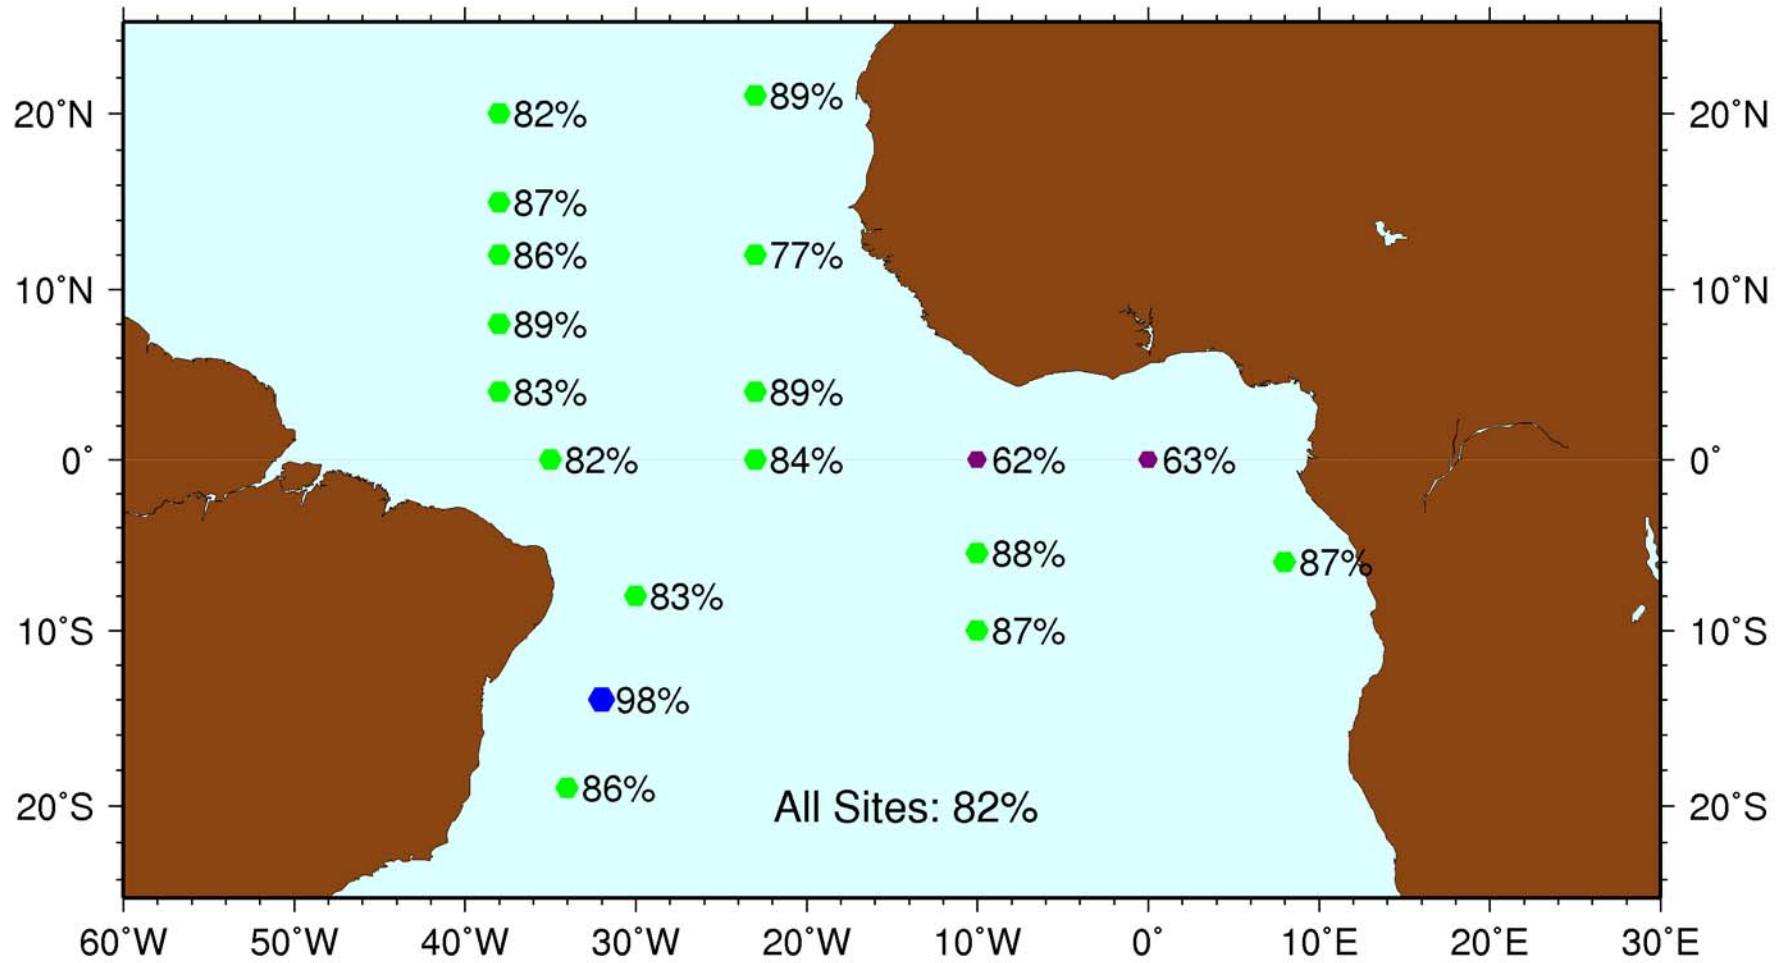 89%
20°N 82% 20°N
87%
86% 77%
10°N 10°N
89%
83% 89%
0° 82% 84% 62% 63% 0°
88% 87%
83%
10°S 87% 10°S
98%
86%
20°S All Sites: 82% 20°S
60°W 50°W 40°W 30°W 20°W 10°W 0° 10°E 20°E 30°E